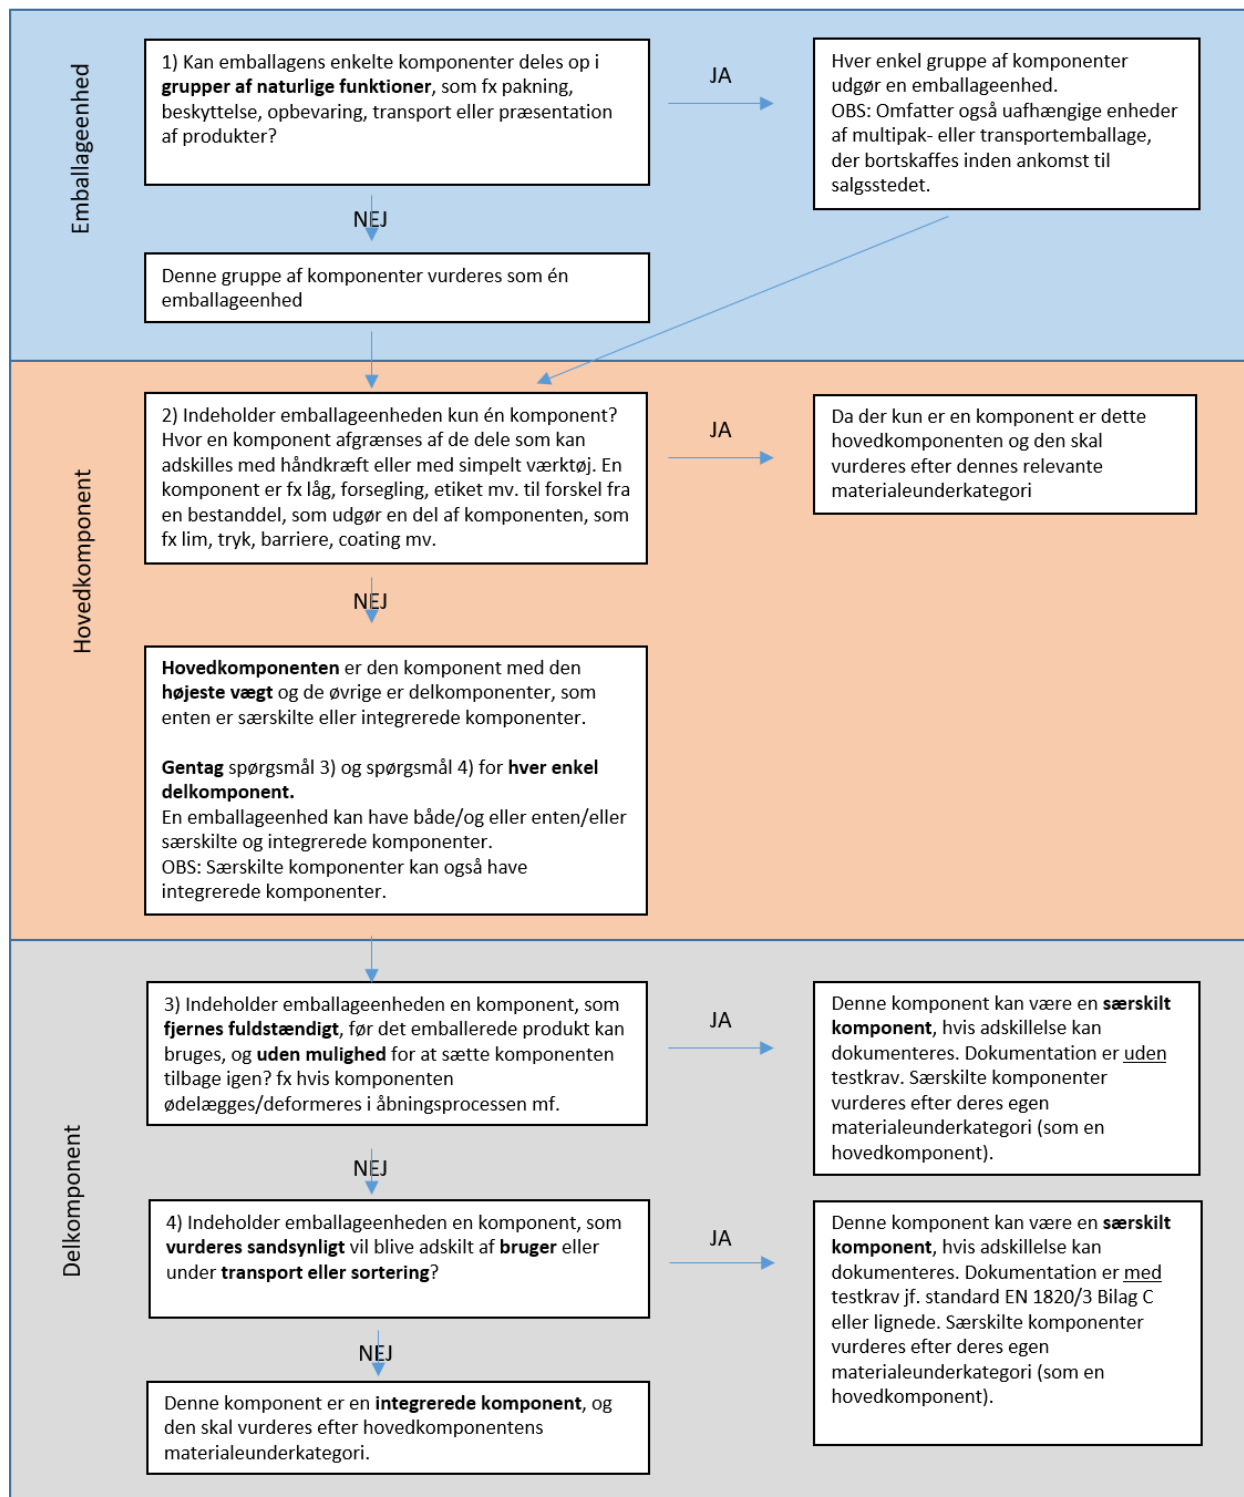 Emballageenhed
1) Kan emballagens enkelte komponenter deles op i
grupper af naturlige funktioner, som fx pakning,
beskyttelse, opbevaring, transport eller præsentation
af produkter?
JA
Hver enkel gruppe af komponenter
udgør en emballageenhed.
OBS: Omfatter også uafhængige enheder
af multipak- eller transportemballage,
der bortskaffes inden ankomst til
salgsstedet.
NEJ
Denne gruppe af komponenter vurderes som én
emballageenhed
Hovedkomponent
2) Indeholder emballageenheden kun én komponent?
Hvor en komponent afgrænses af de dele som kan
adskilles med håndkræft eller med simpelt værktøj. En
komponent er fx låg, forsegling, etiket mv. til forskel fra
en bestanddel, som udgør en del af komponenten, som
fx lim, tryk, barriere, coating mv.
JA
Da der kun er en komponent er dette
hovedkomponenten og den skal
vurderes efter dennes relevante
materialeunderkategori
NEJ
Hovedkomponenten er den komponent med den
højeste vægt og de øvrige er delkomponenter, som
enten er særskilte eller integrerede komponenter.
Gentag spørgsmål 3) og spørgsmål 4) for hver enkel
delkomponent.
En emballageenhed kan have både/og eller enten/eller
særskilte og integrerede komponenter.
OBS: Særskilte komponenter kan også have
integrerede komponenter.
Delkomponent
3) Indeholder emballageenheden en komponent, som
fjernes fuldstændigt, før det emballerede produkt kan
bruges, og uden mulighed for at sætte komponenten
tilbage igen? fx hvis komponenten
ødelægges/deformeres i åbningsprocessen mf.
JA
Denne komponent kan være en særskilt
komponent, hvis adskillelse kan
dokumenteres. Dokumentation er uden
testkrav. Særskilte komponenter
vurderes efter deres egen
materialeunderkategori (som en
hovedkomponent).
NEJ
4) Indeholder emballageenheden en komponent, som
vurderes sandsynligt vil blive adskilt af bruger eller
under transport eller sortering?
JA
Denne komponent kan være en særskilt
komponent, hvis adskillelse kan
dokumenteres. Dokumentation er med
testkrav jf. standard EN 1820/3 Bilag C
eller lignede. Særskilte komponenter
vurderes efter deres egen
materialeunderkategori (som en
hovedkomponent).
NEJ
Denne komponent er en integrerede komponent, og
den skal vurderes efter hovedkomponentens
materialeunderkategori.